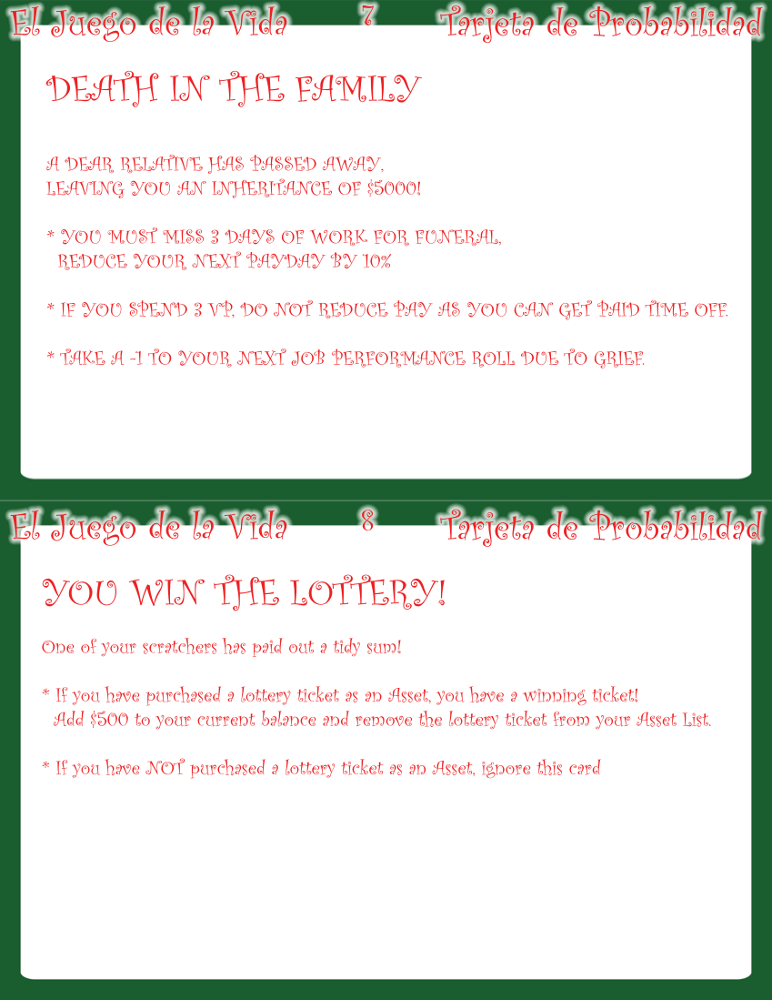 El Juego de la Vida 7 Tarjeta de Probabilidad
DEATH IN THE FAMILY
A DEAR RELATIVE HAS PASSED AWAY,
LEAVING YOU AN INHERITANCE OF $5000!
* YOU MUST MISS 3 DAYS OF WORK FOR FUNERAL,
REDUCE YOUR NEXT PAYDAY BY 10%
* IF YOU SPEND 3 VP, DO NOT REDUCE PAY AS YOU CAN GET PAID TIME OFF.
* TAKE A -1 TO YOUR NEXT JOB PERFORMANCE ROLL DUE TO GRIEF.
El Juego de la Vida 8 Tarjeta de Probabilidad
YOU WIN THE LOTTERY!
One of your scratchers has paid out a tidy sum!
* If you have purchased a lottery ticket as an Asset, you have a winning ticket!
Add $500 to your current balance and remove the lottery ticket from your Asset List.
* If you have NOT purchased a lottery ticket as an Asset, ignore this card